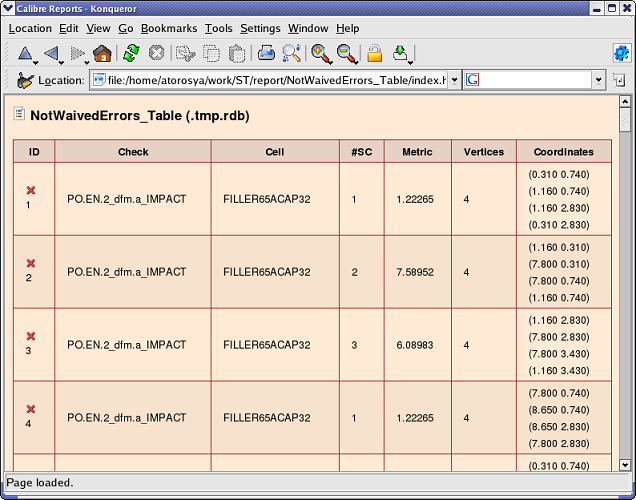 Calibre Reports - Konqueror
Location Edit View Go Bookmarks Tools Settings Window Help
Location: file:/home/atorosya/work/ST/report/NotWaivedErrors_Table/index.h
NotWaivedErrors_Table (.tmp.rdb)
ID Check Cell #SC Metric Vertices Coordinates
1 PO.EN.2_dfm.a_IMPACT FILLER65ACAP32 1 1.22265 4 (0.310 0.740)
(1.160 0.740)
(1.160 2.830)
(0.310 2.830)
2 PO.EN.2_dfm.a_IMPACT FILLER65ACAP32 2 7.58952 4 (1.160 0.310)
(7.800 0.310)
(7.800 0.740)
(1.160 0.740)
3 PO.EN.2_dfm.a_IMPACT FILLER65ACAP32 3 6.08983 4 (1.160 2.830)
(7.800 2.830)
(7.800 3.430)
(1.160 3.430)
4 PO.EN.2_dfm.a_IMPACT FILLER65ACAP32 1 1.22265 4 (7.800 0.740)
(8.650 0.740)
(8.650 2.830)
(7.800 2.830)
(0.310 0.740)
Page loaded.